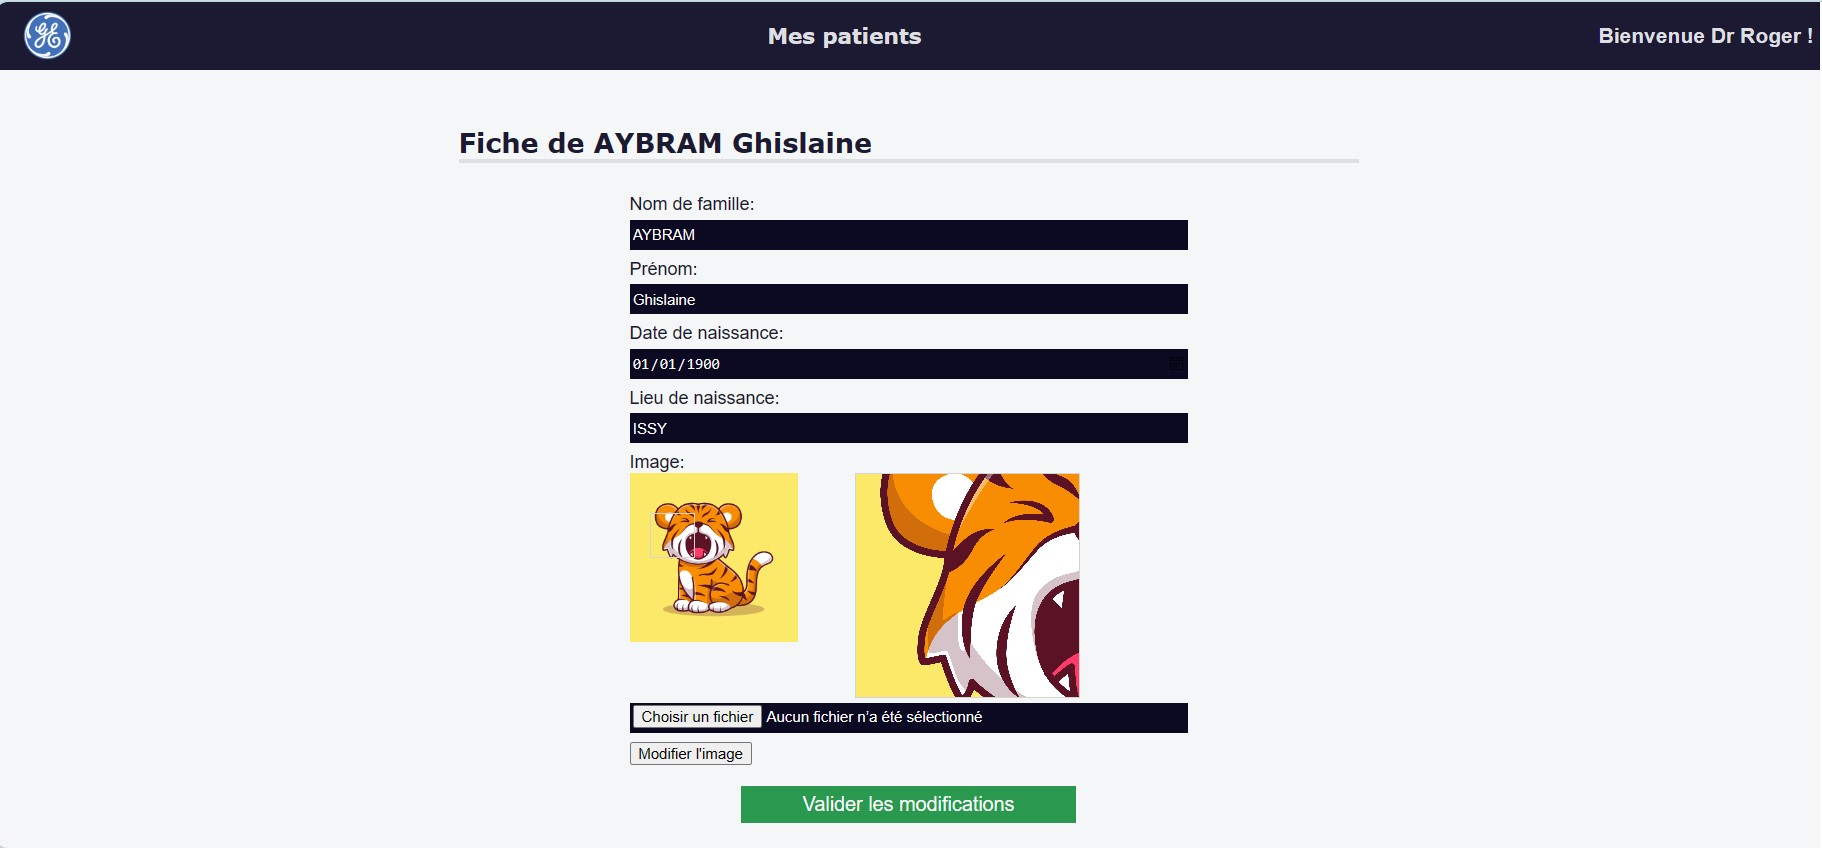 GE
Mes patients
Bienvenue Dr Roger !
Fiche de AYBRAM Ghislaine
Nom de famille:
AYBRAM
Prénom:
Ghislaine
Date de naissance:
01/01/1900
Lieu de naissance:
ISSY
Image:
Choisir un fichier Aucun fichier n’a été sélectionné
Modifier l'image
Valider les modifications